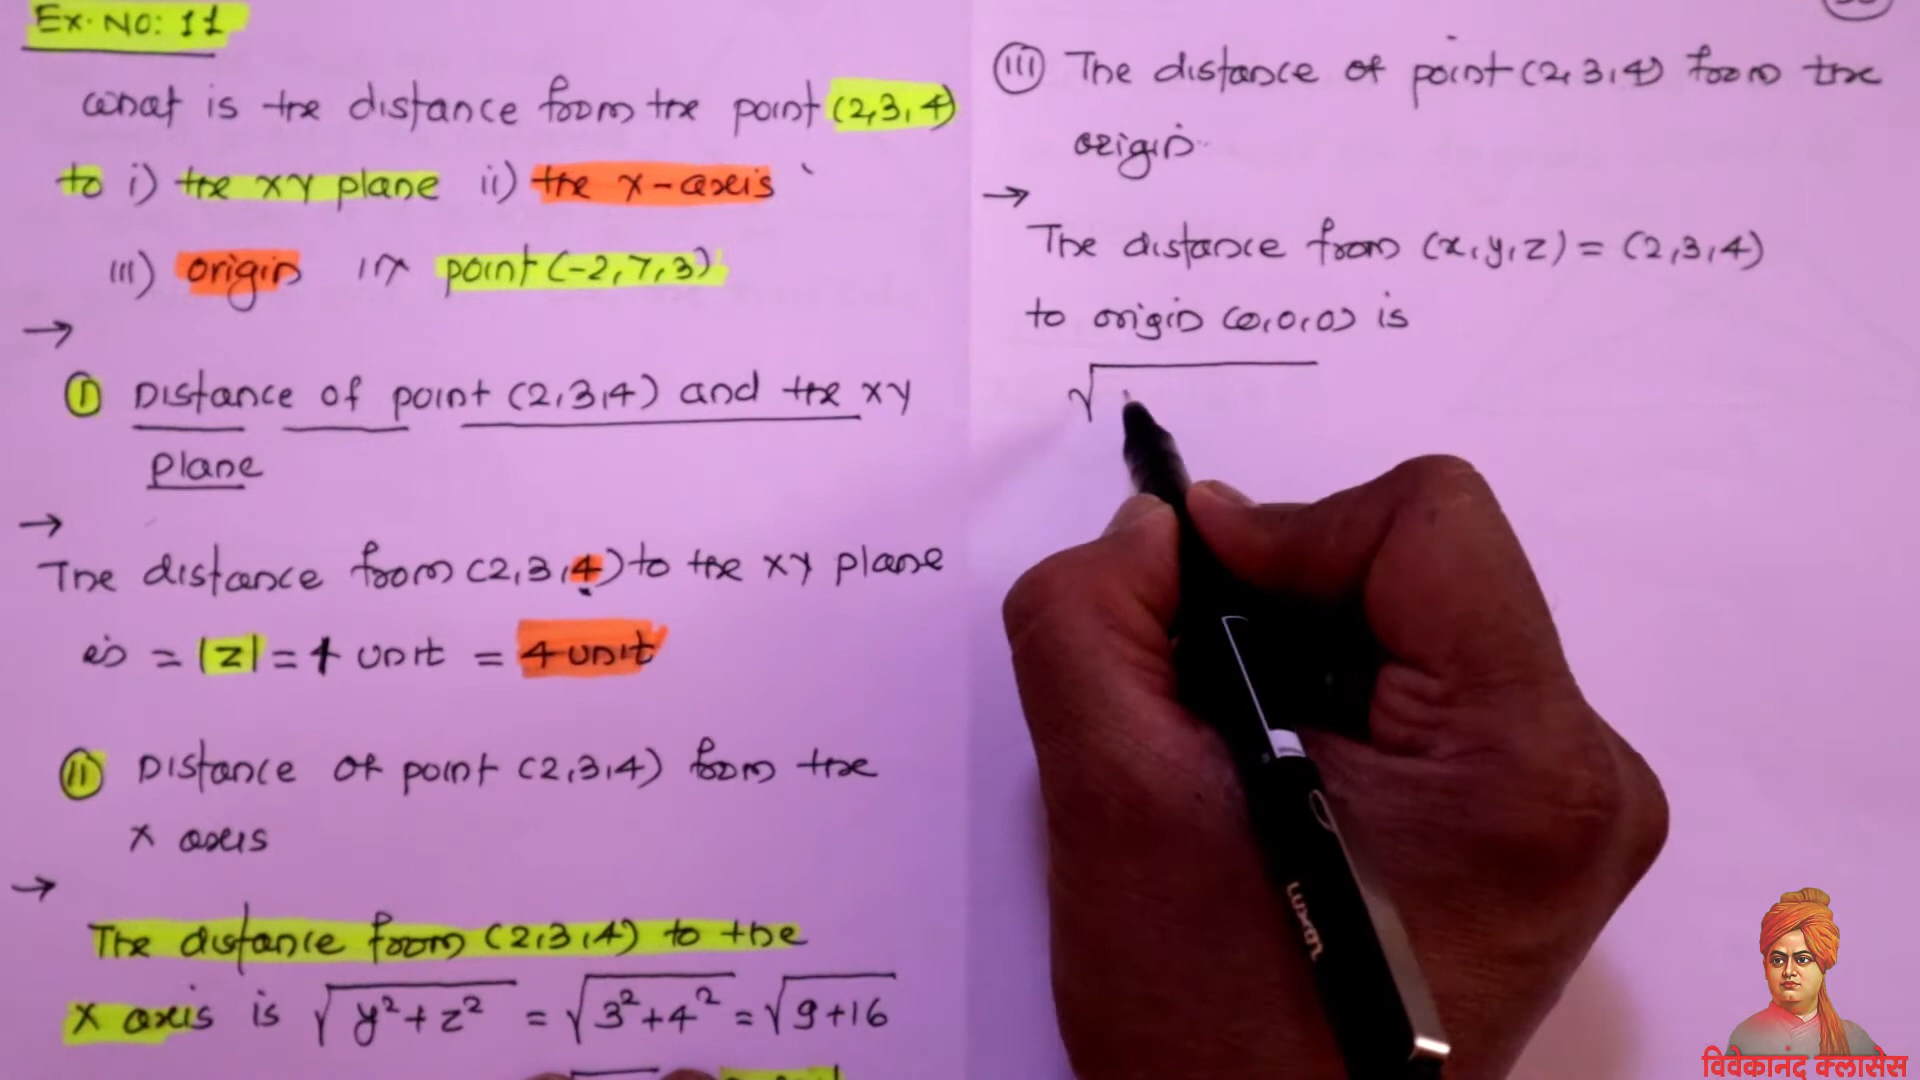 Ex. NO: 11
what is the distance from the point (2,3,4)
to i) the XY plane ii) the X-axis
iii) origin iv) point (-2,7,3)
→
(i) Distance of point (2,3,4) and the XY
plane
→
The distance from (2,3,4) to the XY plane
is = |z| = 4 unit = 4 unit
(ii) Distance of point (2,3,4) from the
X axis
→
The distance from (2,3,4) to the
X axis is √y²+z² = √3²+4² = √9+16
(iii) The distance of point (2,3,4) from the
origin
→
The distance from (x,y,z) = (2,3,4)
to origin (0,0,0) is
√
Luxor
विवेकानंद क्लासेस